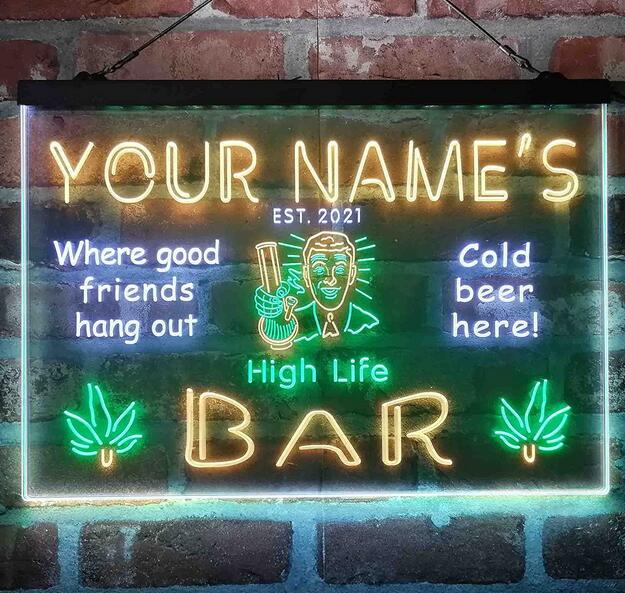 YOUR NAME'S
EST. 2021
Where good
friends
hang out
Cold
beer
here!
High Life
BAR